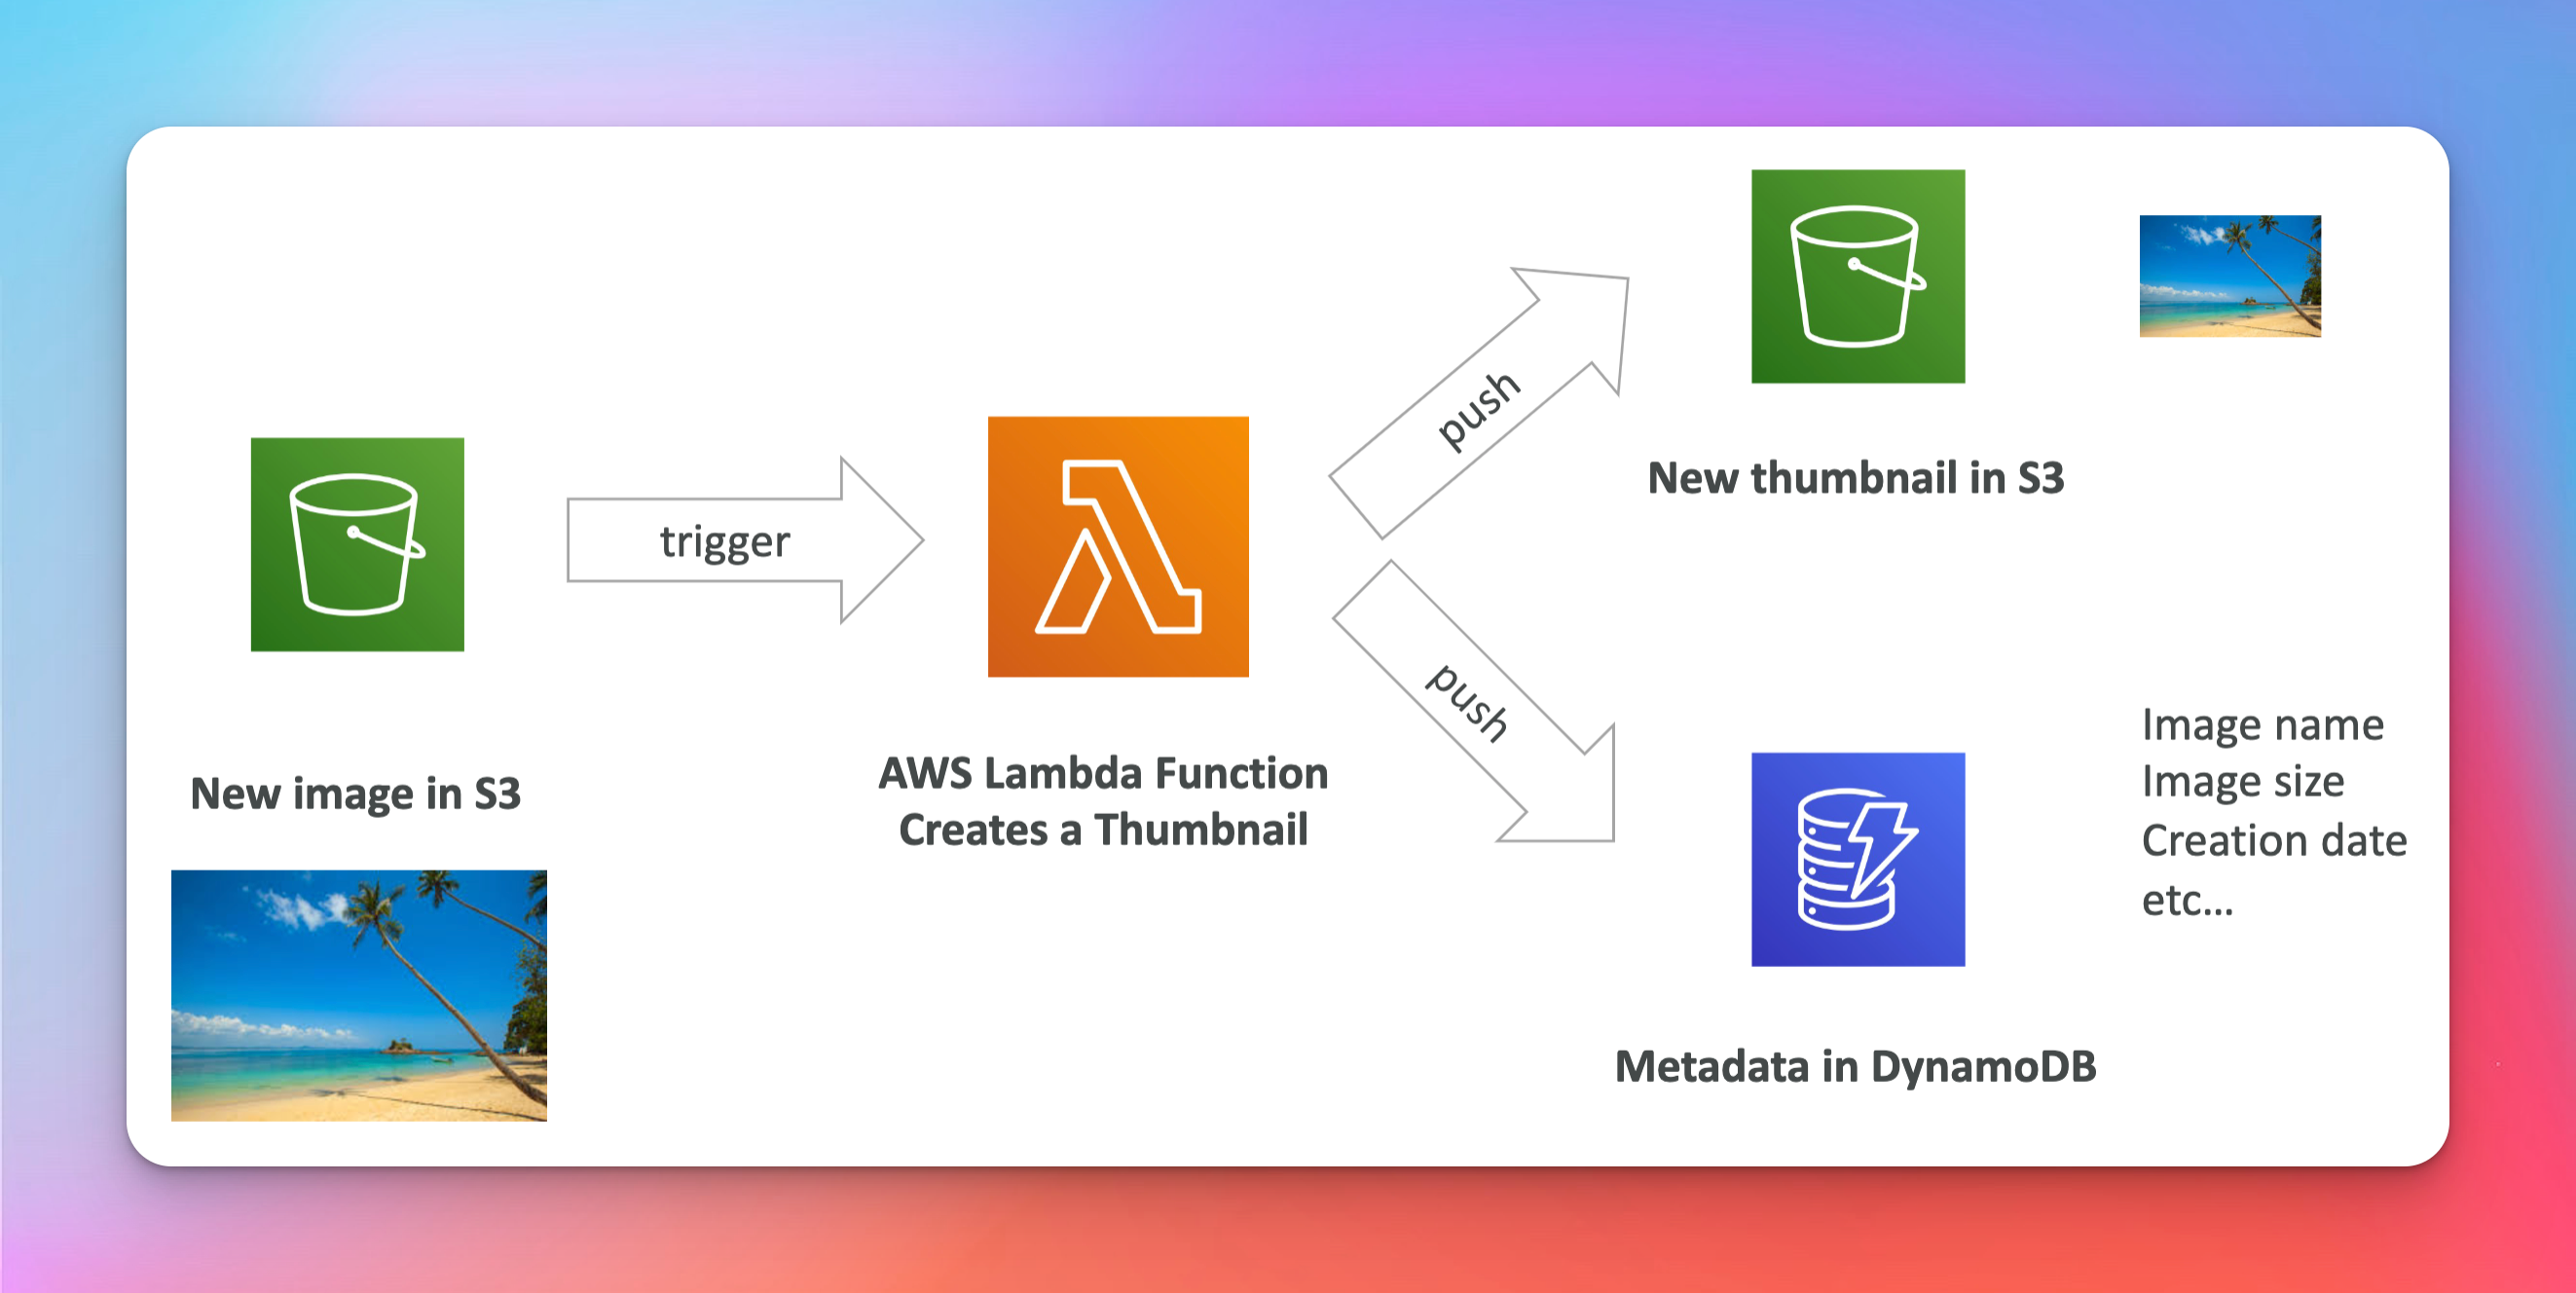 New image in S3
trigger
AWS Lambda Function
Creates a Thumbnail
push
New thumbnail in S3
push
Metadata in DynamoDB
Image name
Image size
Creation date
etc...